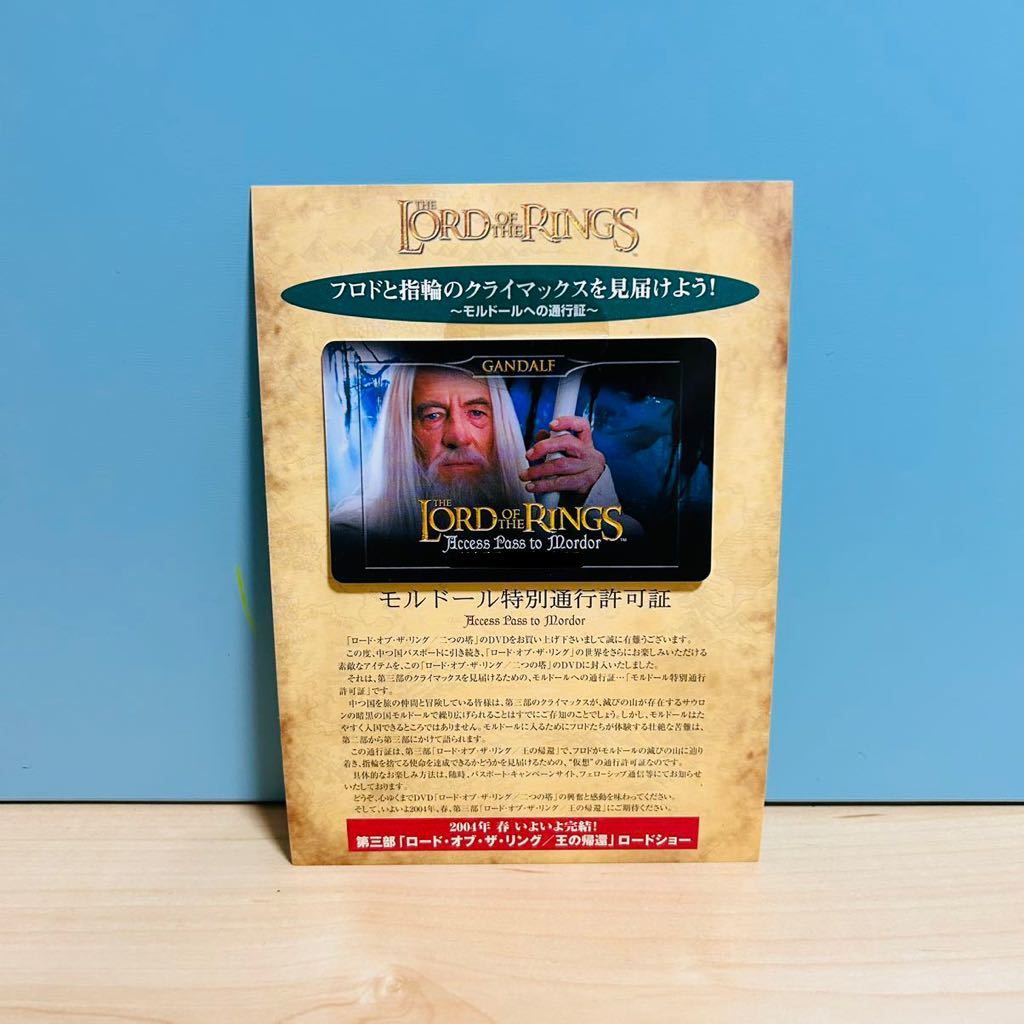 THE LORD OF THE RINGS
フロドと指輪のクライマックスを見届けよう!
〜モルドールへの通行証〜
GANDALF
THE LORD OF THE RINGS™
Access Pass to Mordor
モルドール特別通行許可証
Access Pass to Mordor
「ロード・オブ・ザ・リング/二つの塔」のDVDをお買い上げ下さいまして誠に有難うございます。
この度、中つ国パスポートに引き続き、「ロード・オブ・ザ・リング」の世界をさらにお楽しみいただける
素敵なアイテムを、この「ロード・オブ・ザ・リング/二つの塔」のDVDに封入いたしました。
それは、第三部のクライマックスを見届けるための、モルドールへの通行証…「モルドール特別通行
許可証」です。
中つ国を旅の仲間と冒険している皆様は、第三部のクライマックスが、滅びの山が存在するサウロ
ンの暗黒の国モルドールで繰り広げられることはすでにご存知のことでしょう。しかし、モルドールはた
やすく入国できるところではありません。モルドールに入るためにフロドたちが体験する壮絶な苦難は、
第二部から第三部にかけて語られます。
この通行証は、第三部「ロード・オブ・ザ・リング/王の帰還」で、フロドがモルドールの滅びの山に辿り
着き、指輪を捨てる使命を達成できるかどうかを見届けるための、“仮想”の通行許可証なのです。
具体的なお楽しみ方法は、随時、パスポート・キャンペーンサイト、フェローシップ通信等にてお知らせ
いたしております。
どうぞ、心ゆくまでDVD「ロード・オブ・ザ・リング/二つの塔」の興奮と感動を味わってください。
そして、いよいよ2004年、春、第三部「ロード・オブ・ザ・リング/王の帰還」にご期待ください。
2004年 春 いよいよ完結!
第三部「ロード・オブ・ザ・リング/王の帰還」ロードショー